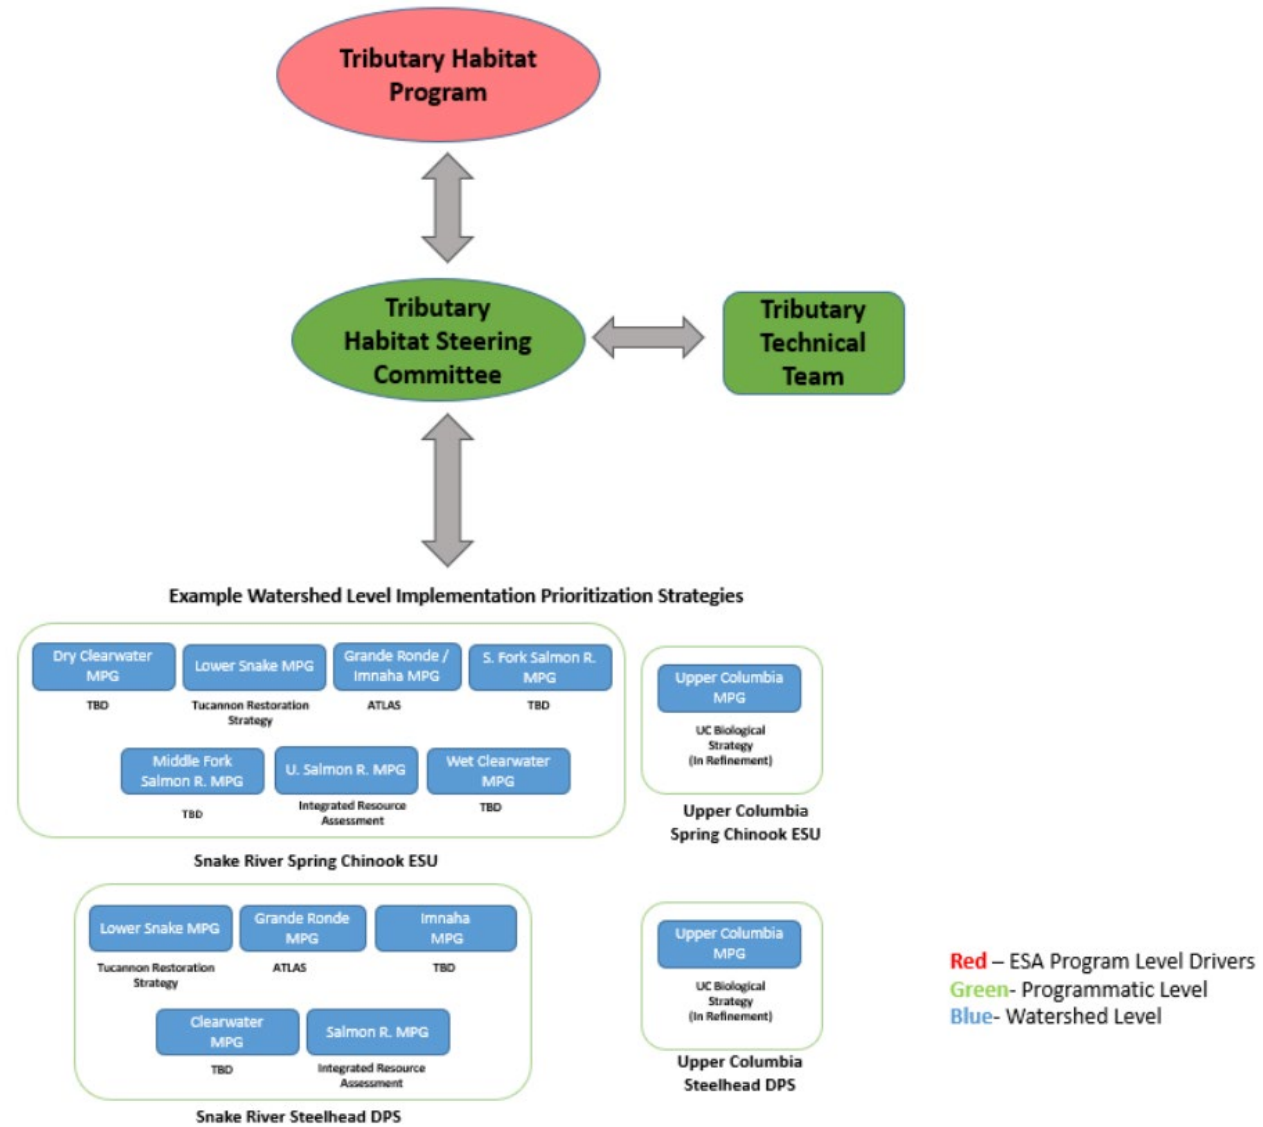 Tributary Habitat
Program
Tributary
Habitat Steering
Committee
Tributary
Technical
Team
Example Watershed Level Implementation Prioritization Strategies
Dry Clearwater
MPG
TBD
Lower Snake MPG
Tucannon Restoration
Strategy
Grande Ronde /
Imnaha MPG
ATLAS
S. Fork Salmon R.
MPG
TBD
Middle Fork
Salmon R. MPG
TBD
U. Salmon R. MPG
Integrated Resource
Assessment
Wet Clearwater
MPG
TBD
Snake River Spring Chinook ESU
Upper Columbia
MPG
UC Biological
Strategy
(In Refinement)
Upper Columbia
Spring Chinook ESU
Lower Snake MPG
Tucannon Restoration
Strategy
Grande Ronde
MPG
ATLAS
Imnaha
MPG
TBD
Clearwater
MPG
TBD
Salmon R. MPG
Integrated Resource
Assessment
Snake River Steelhead DPS
Upper Columbia
MPG
UC Biological
Strategy
(In Refinement)
Upper Columbia
Steelhead DPS
Red – ESA Program Level Drivers
Green- Programmatic Level
Blue- Watershed Level